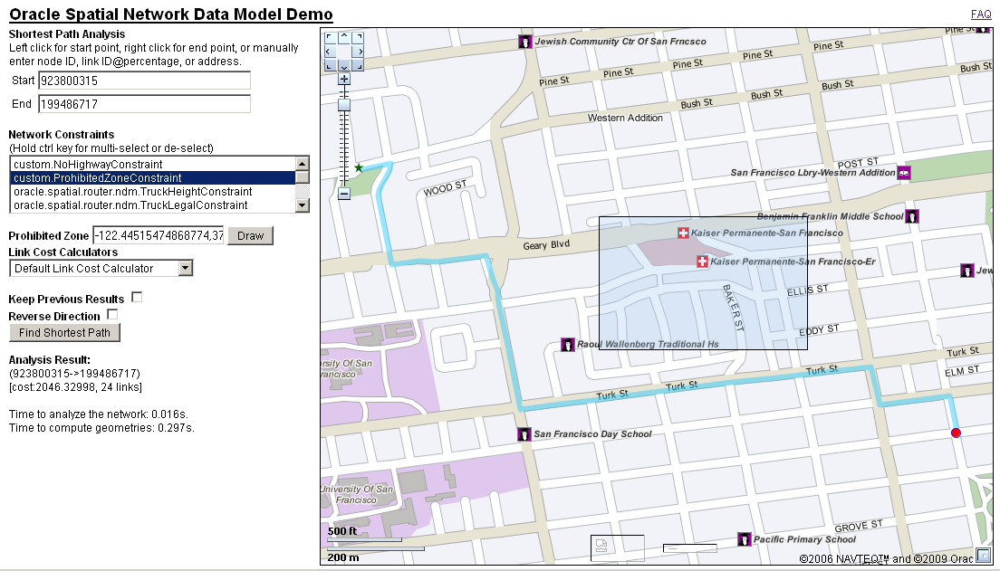 Oracle Spatial Network Data Model Demo
FAQ
Shortest Path Analysis
Left click for start point, right click for end point, or manually
enter node ID, link ID@percentage, or address.
Start 923800315
End 199486717
Network Constraints
(Hold ctrl key for multi-select or de-select)
custom.NoHighwayConstraint
custom.ProhibitedZoneConstraint
oracle.spatial.router.ndm.TruckHeightConstraint
oracle.spatial.router.ndm.TruckLegalConstraint
Prohibited Zone -122.44515474868774,37 Draw
Link Cost Calculators
Default Link Cost Calculator
Keep Previous Results
Reverse Direction
Find Shortest Path
Analysis Result:
(923800315->199486717)
[cost:2046.32998, 24 links]
Time to analyze the network: 0.016s.
Time to compute geometries: 0.297s.
Pine St
Jewish Community Ctr Of San Frncsco
Pine St
Pine St
Pine St
Pine St
Bush St
Bush St
Bush St
Bush St
Western Addition
POST ST
San Francisco Lbry-Western Addition
WOOD ST
Benjamin Franklin Middle School
Kaiser Permanente-San Francisco
Geary Blvd
Kaiser Permanente-San Francisco-Er
Jew
ELLIS ST
BAKER ST
EDDY ST
Raoul Wallenberg Traditional Hs
Turk St
ersity Of San
Francisco
Turk St
ELM ST
Turk St
Turk St
San Francisco Day School
University Of San
Francisco
GROVE ST
500 ft
Pacific Primary School
200 m
©2006 NAVTEQ™ and ©2009 Orac